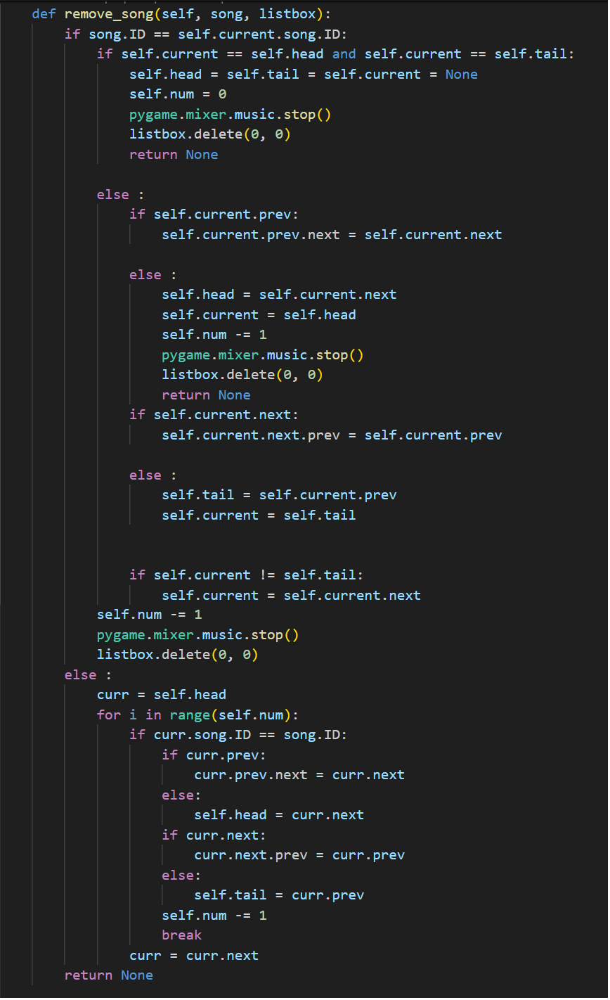 def remove_song(self, song, listbox):
    if song.ID == self.current.song.ID:
        if self.current == self.head and self.current == self.tail:
            self.head = self.tail = self.current = None
            self.num = 0
            pygame.mixer.music.stop()
            listbox.delete(0, 0)
            return None

        else :
            if self.current.prev:
                self.current.prev.next = self.current.next

            else :
                self.head = self.current.next
                self.current = self.head
                self.num -= 1
                pygame.mixer.music.stop()
                listbox.delete(0, 0)
                return None
            if self.current.next:
                self.current.next.prev = self.current.prev

            else :
                self.tail = self.current.prev
                self.current = self.tail


            if self.current != self.tail:
                self.current = self.current.next
        self.num -= 1
        pygame.mixer.music.stop()
        listbox.delete(0, 0)
    else :
        curr = self.head
        for i in range(self.num):
            if curr.song.ID == song.ID:
                if curr.prev:
                    curr.prev.next = curr.next
                else:
                    self.head = curr.next
                if curr.next:
                    curr.next.prev = curr.prev
                else:
                    self.tail = curr.prev
                self.num -= 1
                break
            curr = curr.next
    return None